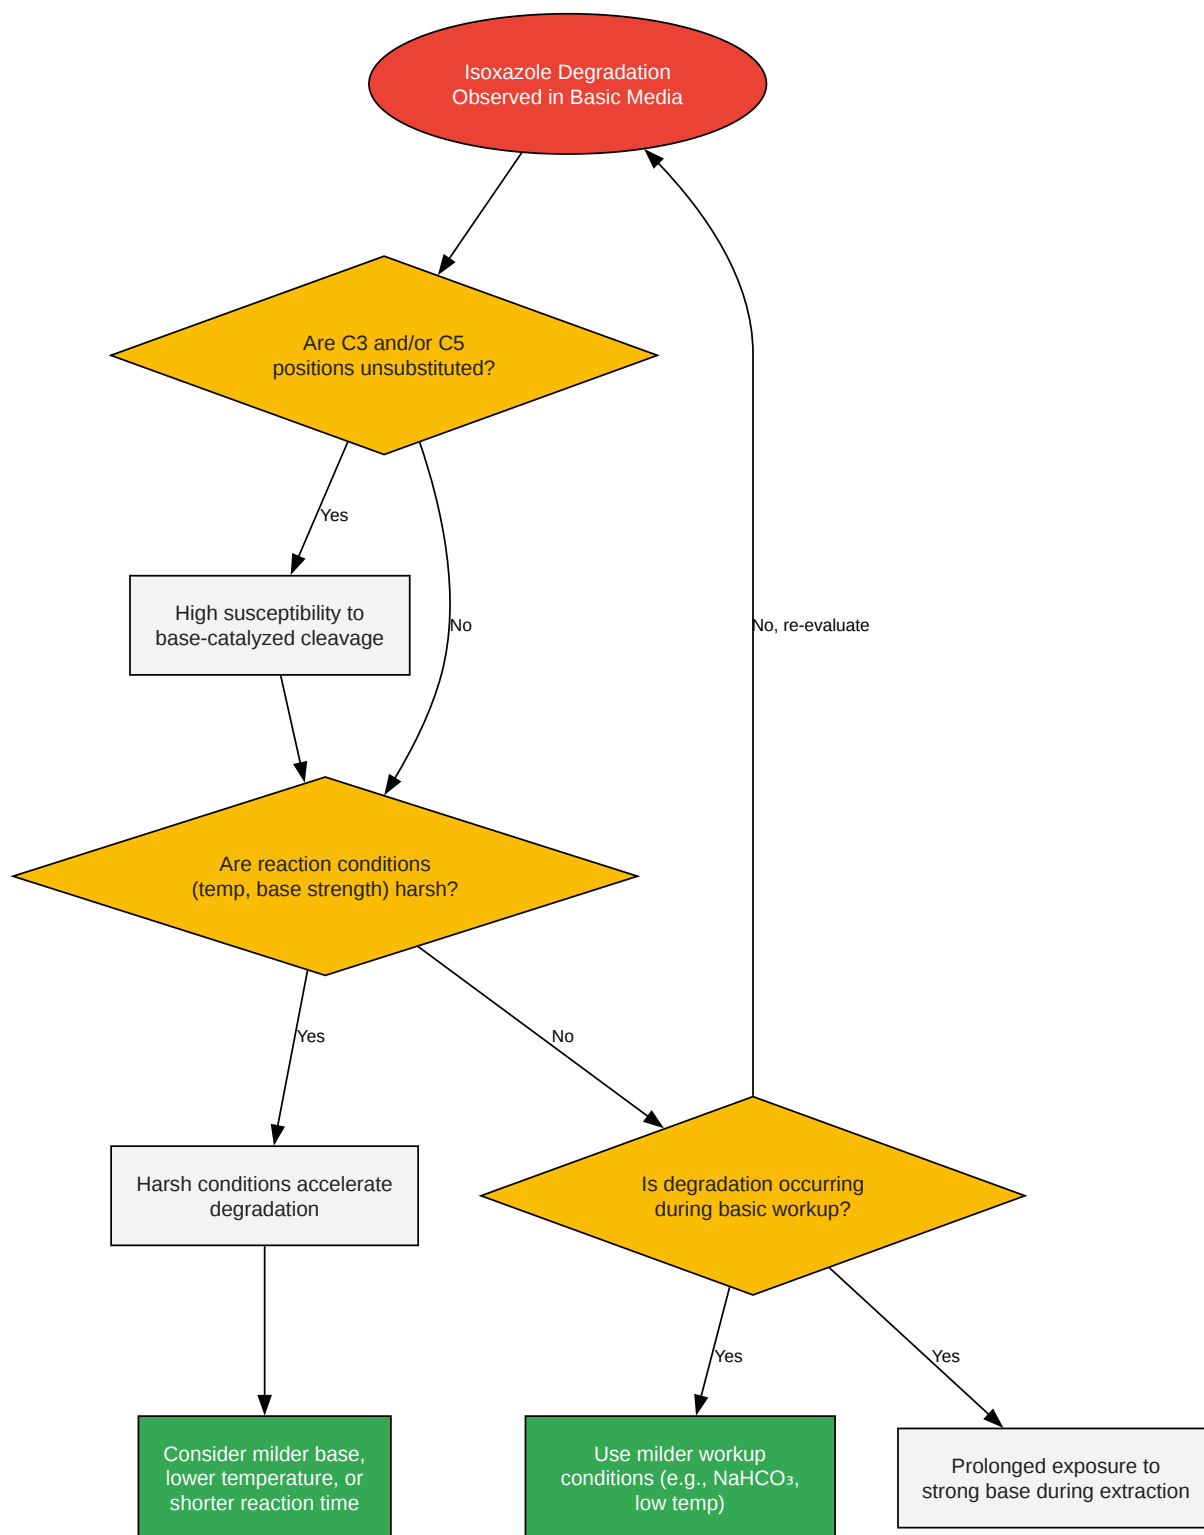 Isoxazole Degradation
Observed in Basic Media
Are C3 and/or C5
positions unsubstituted?
Yes
High susceptibility to
base-catalyzed cleavage
No
No, re-evaluate
Are reaction conditions
(temp, base strength) harsh?
Yes
No
Harsh conditions accelerate
degradation
Is degradation occurring
during basic workup?
Yes
Yes
Consider milder base,
lower temperature, or
shorter reaction time
Use milder workup
conditions (e.g., NaHCO₃,
low temp)
Prolonged exposure to
strong base during extraction